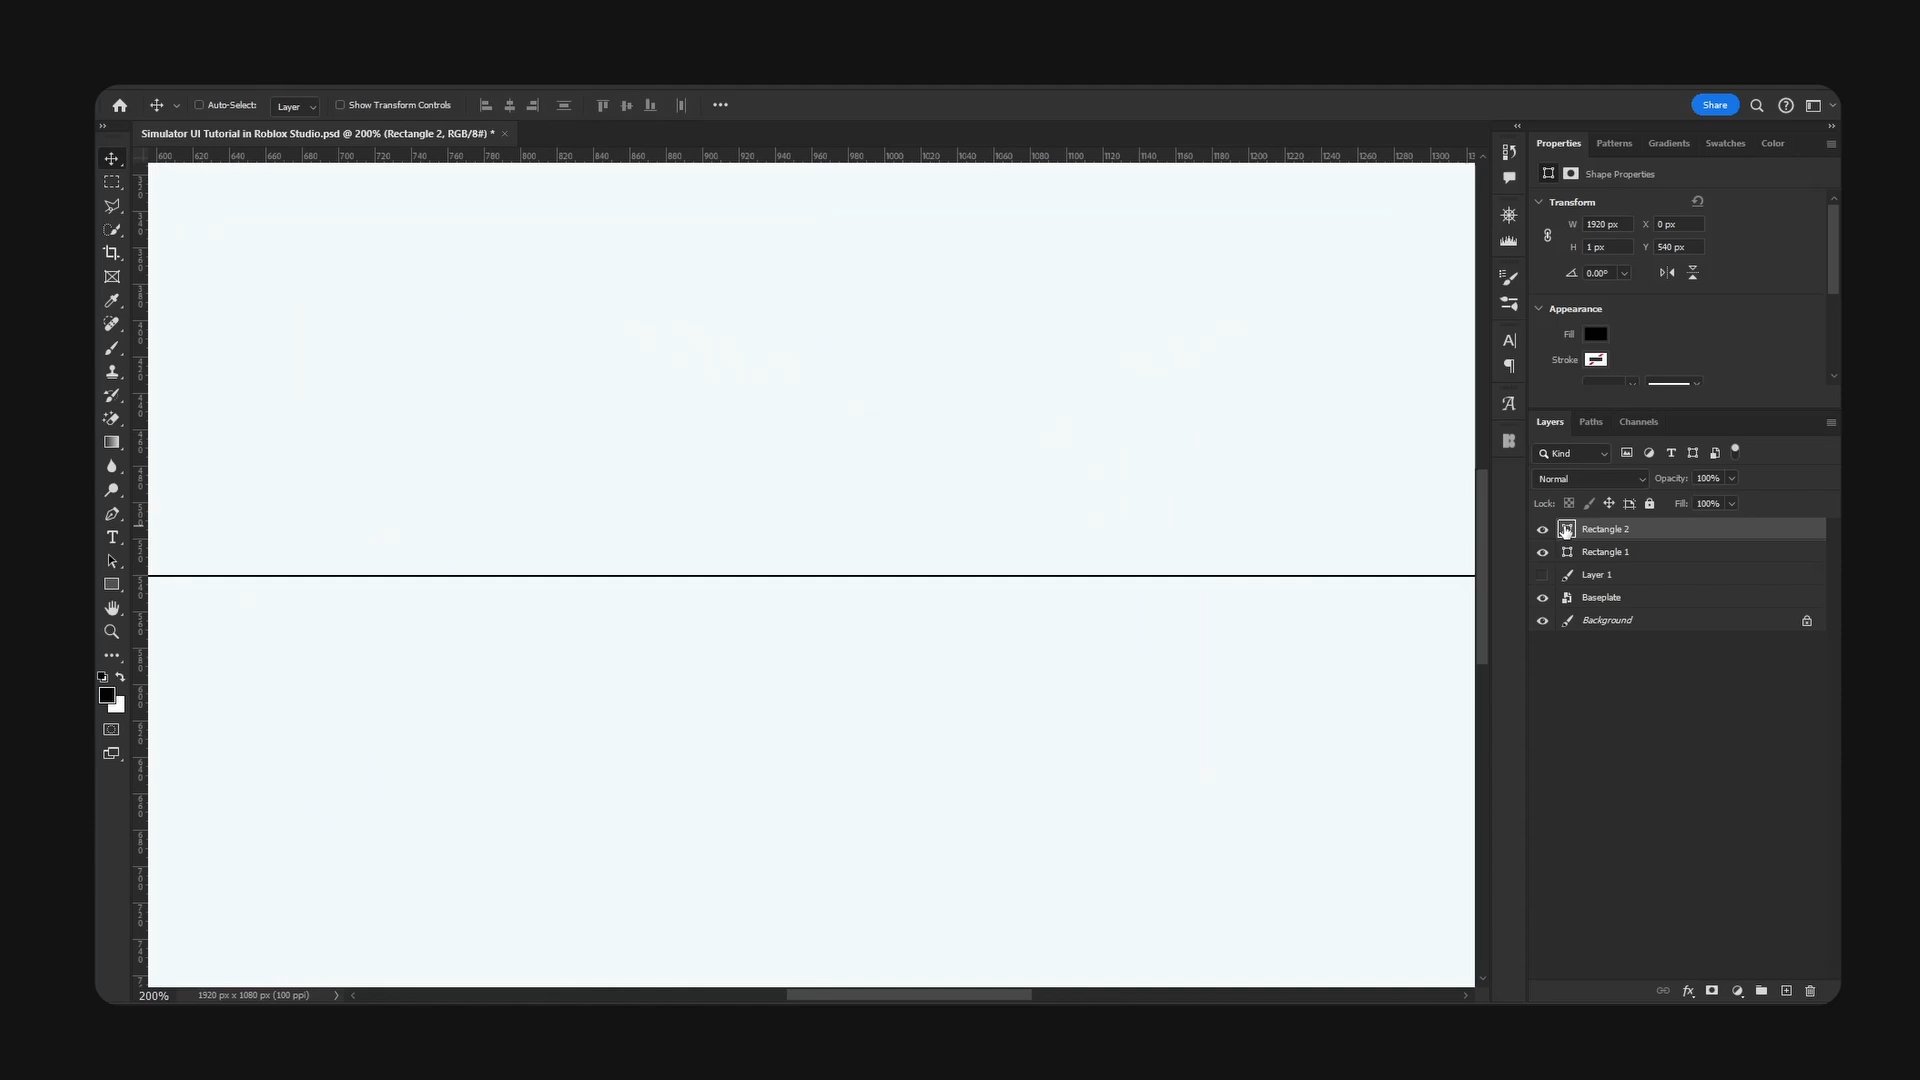 Auto-Select:
Layer
Show Transform Controls
Share
Simulator UI Tutorial in Roblox Studio.psd @ 200% (Rectangle 2, RGB/8#) *
600 620 640 660 680 700 720 740 760 780 800 820 840 860 880 900 920 940 960 980 1000 1020 1040 1060 1080 1100 1120 1140 1160 1180 1200 1220 1240 1260 1280 1300
Properties Patterns Gradients Swatches Color
Shape Properties
Transform
W 1920 px X 0 px
H 1 px Y 540 px
0.00°
Appearance
Fill
Stroke
Layers Paths Channels
Kind
Normal Opacity: 100%
Lock: Fill: 100%
Rectangle 2
Rectangle 1
Layer 1
Baseplate
Background
200% 1920 px x 1080 px (100 ppi)